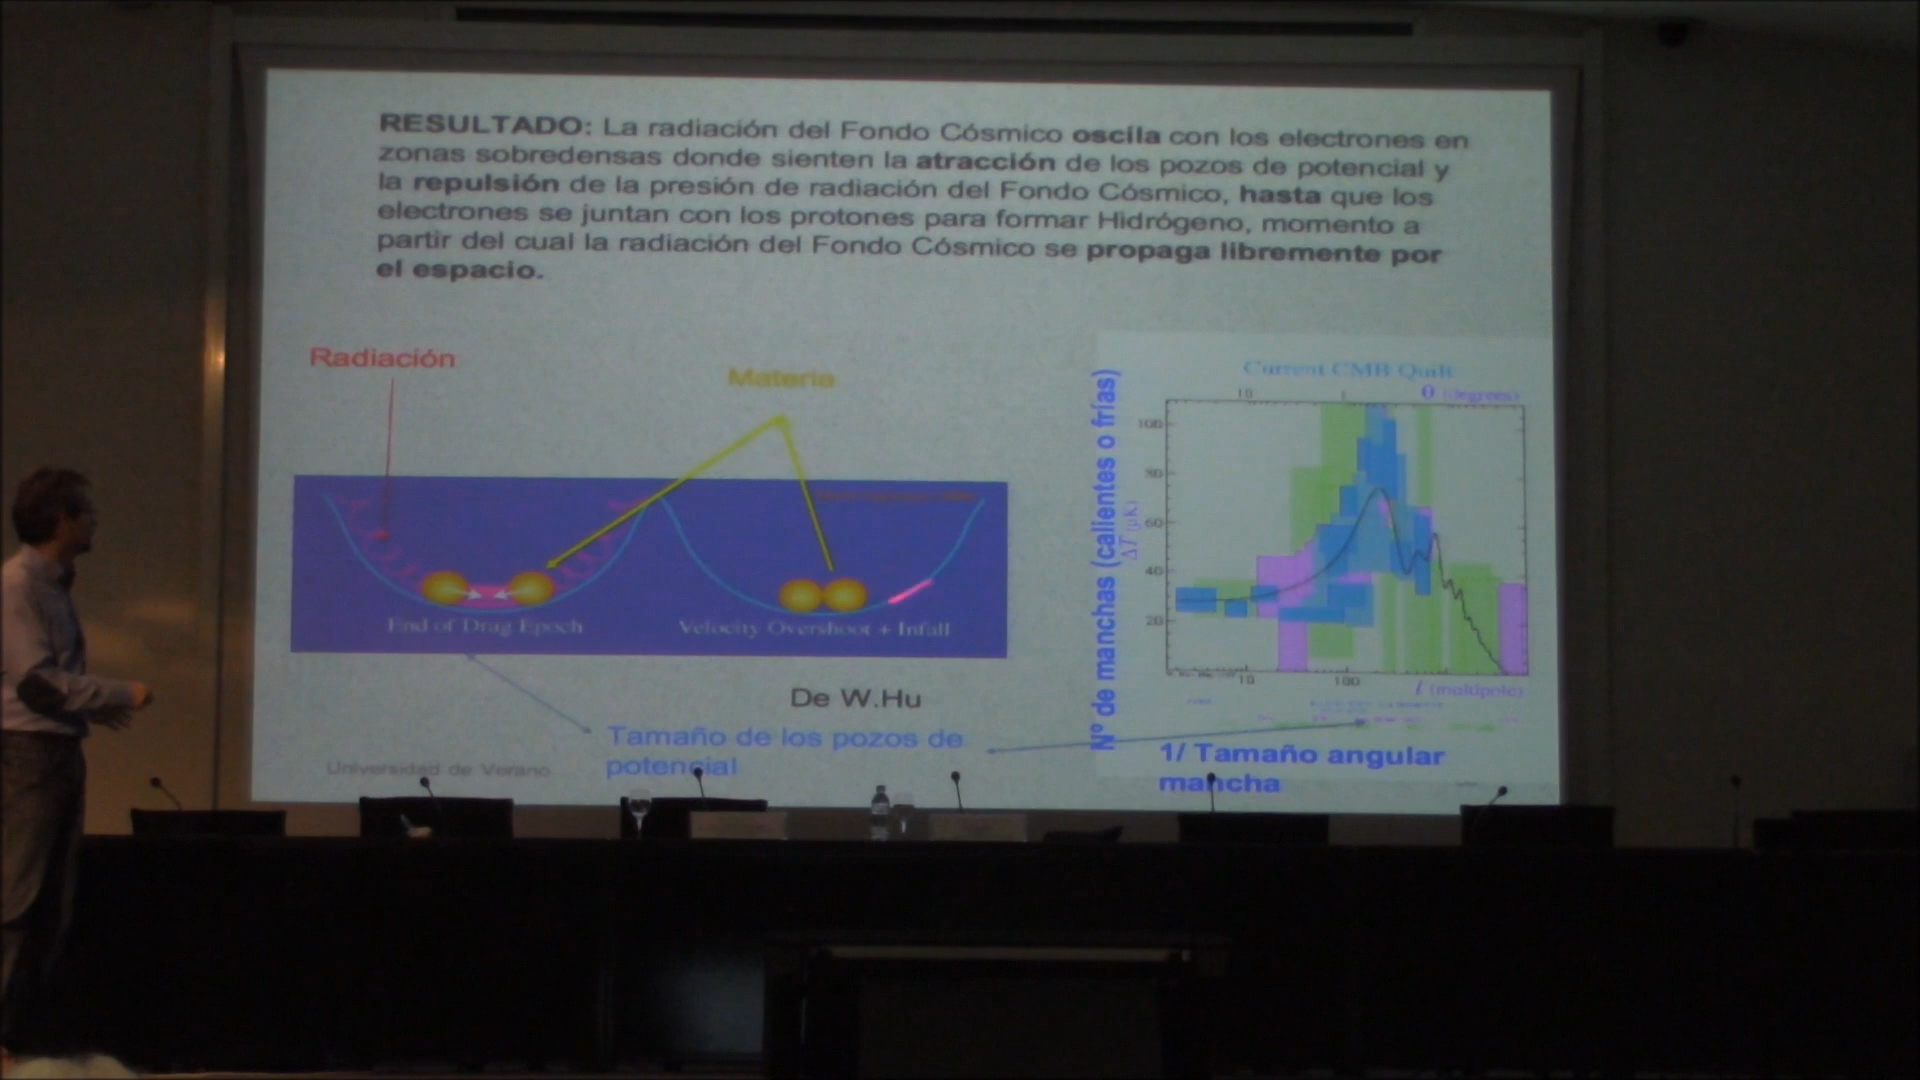 RESULTADO: La radiación del Fondo Cósmico oscila con los electrones en
zonas sobredensas donde sienten la atracción de los pozos de potencial y
la repulsión de la presión de radiación del Fondo Cósmico, hasta que los
electrones se juntan con los protones para formar Hidrógeno, momento a
partir del cual la radiación del Fondo Cósmico se propaga libremente por
el espacio.
Radiación
Materia
End of Drag Epoch
Velocity Overshoot + Infall
De W.Hu
Tamaño de los pozos de
potencial
Universidad de Verano
Nº de manchas (calientes o frías)
ΔT (μK)
Current CMB Quilt
10 1 θ (degrees)
100
80
60
40
20
10 100 l (multipole)
1/ Tamaño angular
mancha